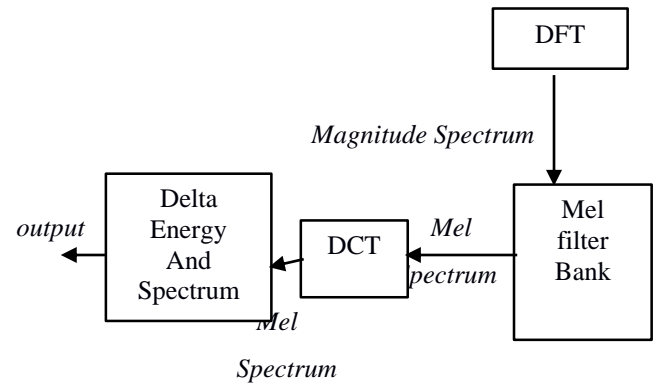 DFT
Magnitude Spectrum
Mel
filter
Bank
Mel
pectrum
DCT
Delta
Energy
And
Spectrum
output
Mel
Spectrum